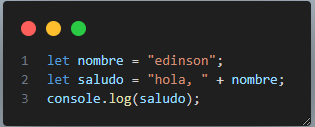 1 let nombre = "edinson";
2 let saludo = "hola, " + nombre;
3 console.log(saludo);